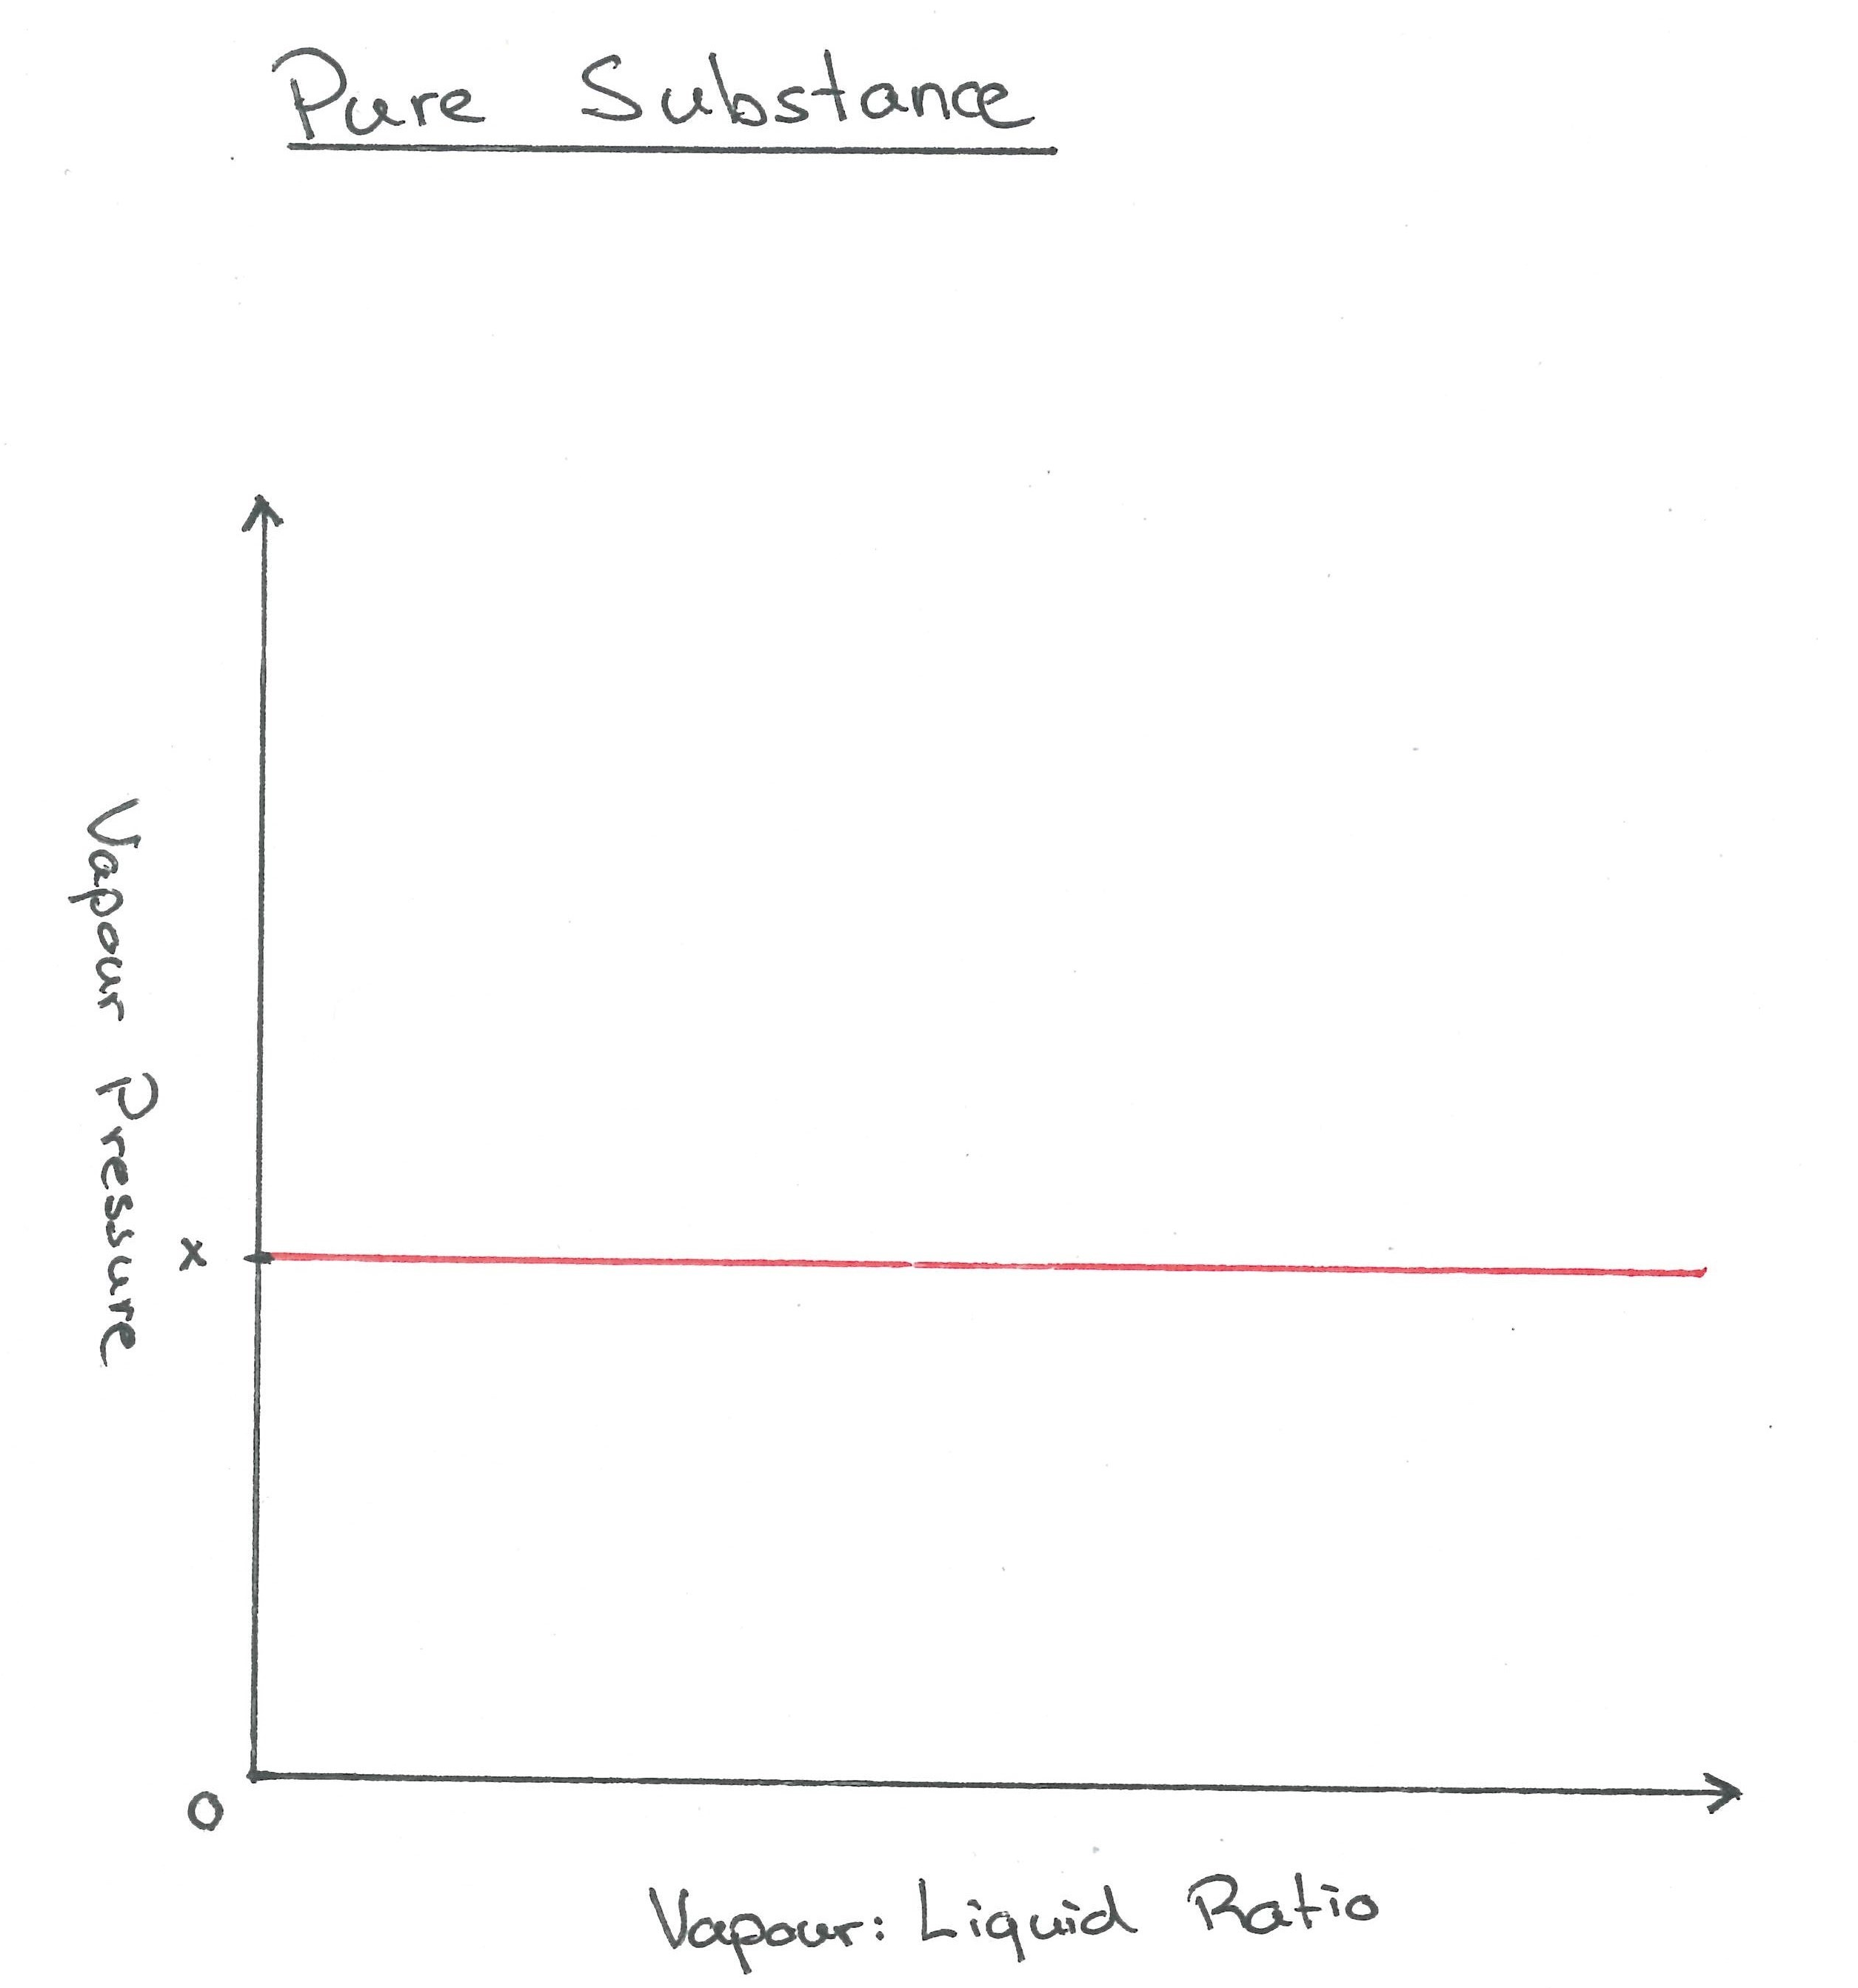 Pure Substance
Vapour Pressure
x
0
Vapour: Liquid Ratio